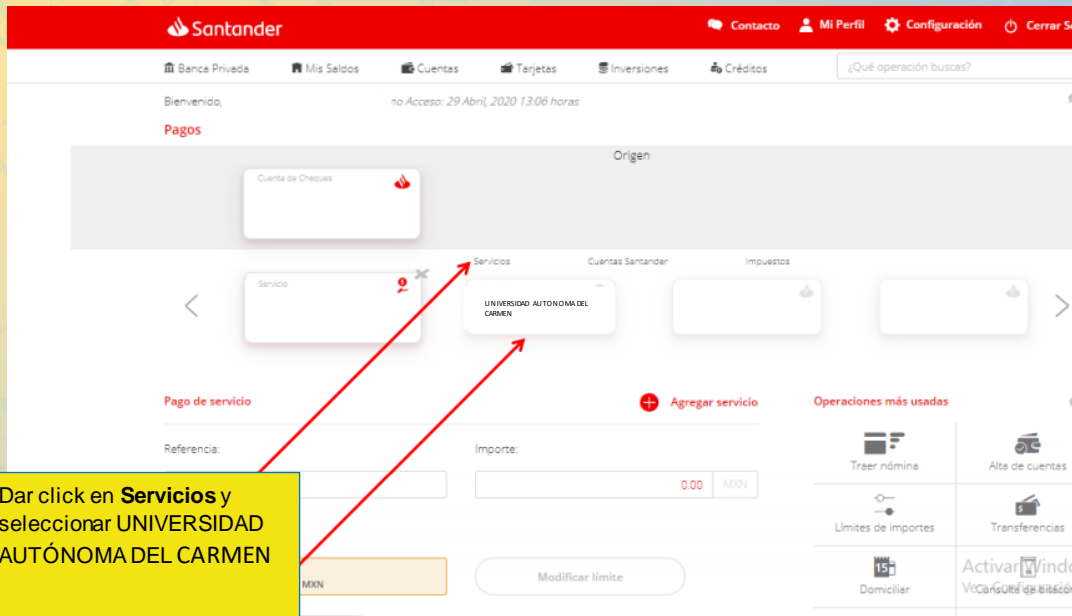 Santander
Contacto Mi Perfil Configuración Cerrar Se
Banca Privada Mis Saldos Cuentas Tarjetas Inversiones Créditos ¿Qué operación buscas?
Bienvenido, no Acceso: 29 Abril, 2020 13:06 horas
Pagos
Origen
Cuenta de Cheques
Servicios Cuentas Santander Impuestos
Servicio
UNIVERSIDAD AUTONOMA DEL
CARMEN
Pago de servicio Agregar servicio Operaciones más usadas
Referencia: Importe:
Traer nómina Alta de cuentas
0.00 MXN
Dar click en Servicios y
seleccionar UNIVERSIDAD
AUTÓNOMA DEL CARMEN
Límites de importes Transferencias
MXN
Modificar límite
15
Domiciliar
Activar Windo